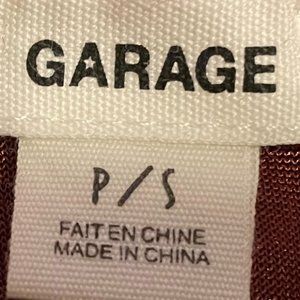 GARAGE
P/S
FAIT EN CHINE
MADE IN CHINA